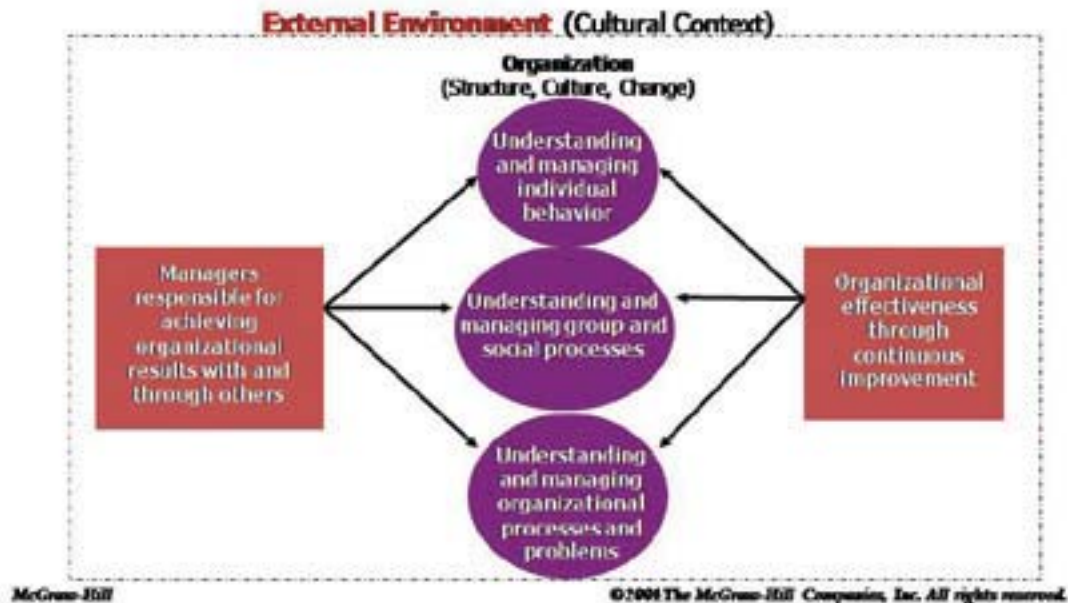 External Environment (Cultural Context)
Organization
(Structure, Culture, Change)
Understanding
and managing
individual
behavior
Managers
responsible for
achieving
organizational
results with and
through others
Understanding and
managing group and
social processes
Organizational
effectiveness
through
continuous
improvement
Understanding
and managing
organizational
processes and
problems
McGraw-Hill
©2004 The McGraw-Hill Companies, Inc. All rights reserved.